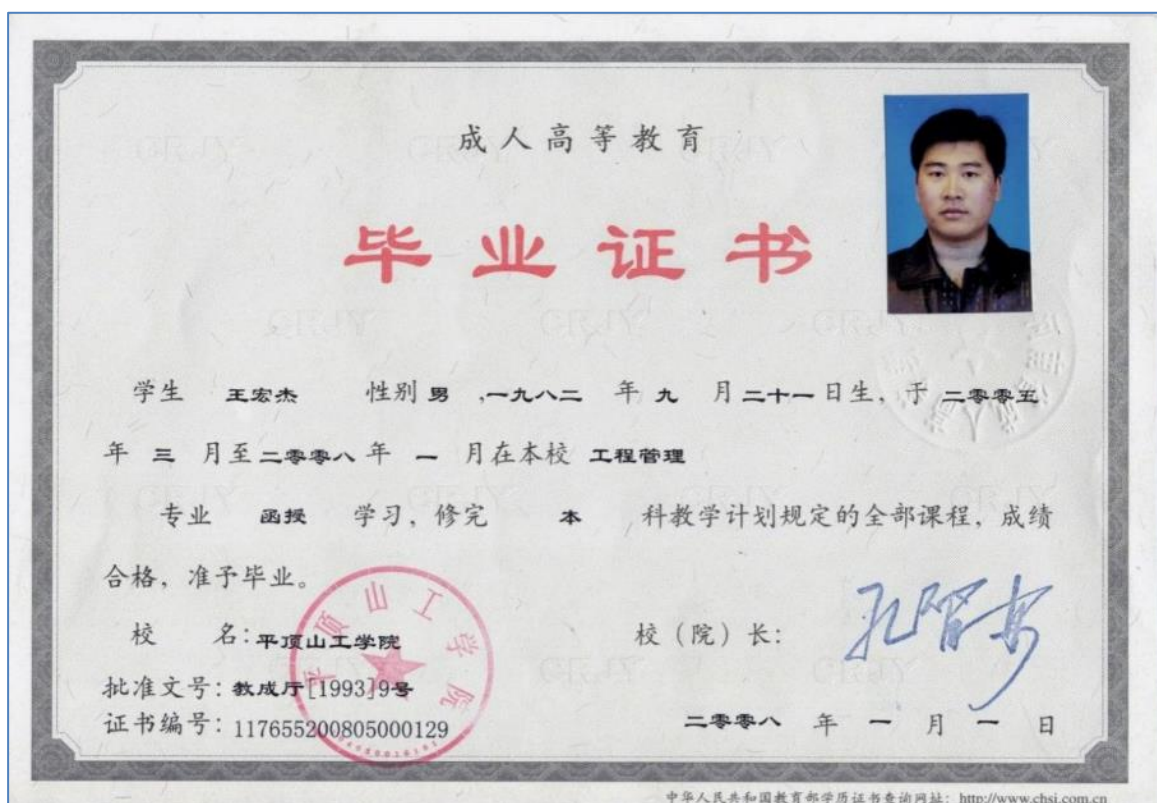 成人高等教育
毕业证书
学生 王宏杰 性别 男 ,一九八二 年 九 月 二十一 日生，于 二零零五
年 三 月至 二零零八 年 一 月在本校 工程管理
专业 函授 学习，修完 本 科教学计划规定的全部课程，成绩
合格，准予毕业。
校 名：平顶山工学院
校（院）长：
批准文号：教成厅[1993]9号
证书编号：117655200805000129
二零零八 年 一 月 一 日
平顶山工学院
中华人民共和国教育部学历证书查询网址：http://www.chsi.com.cn